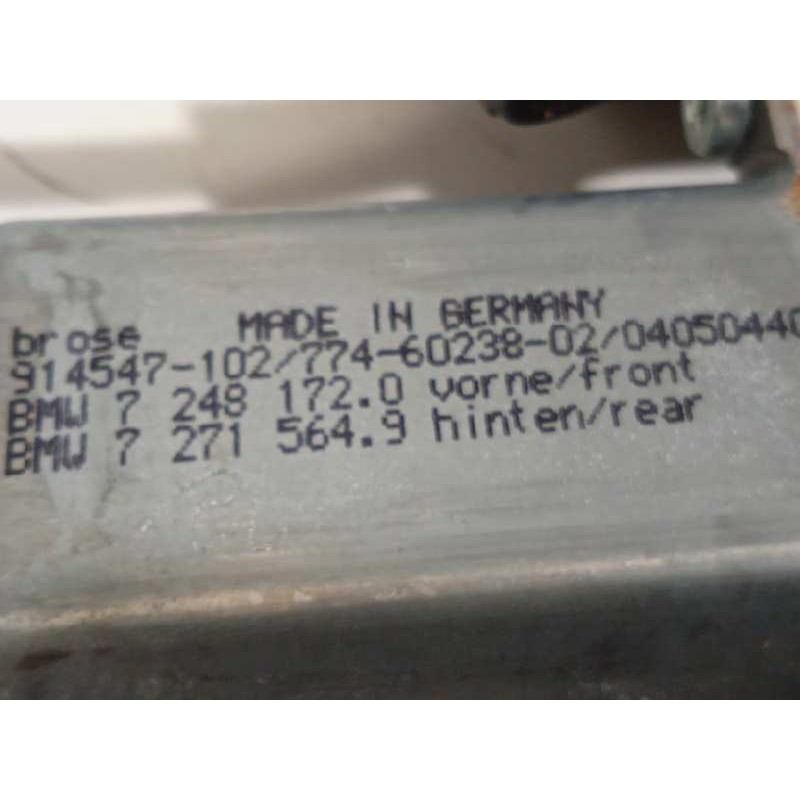 brose MADE IN GERMANY
914547-102/774-60238-02/04050440
BMW 7 248 172.0 vorne/front
BMW 7 271 564.9 hinten/rear